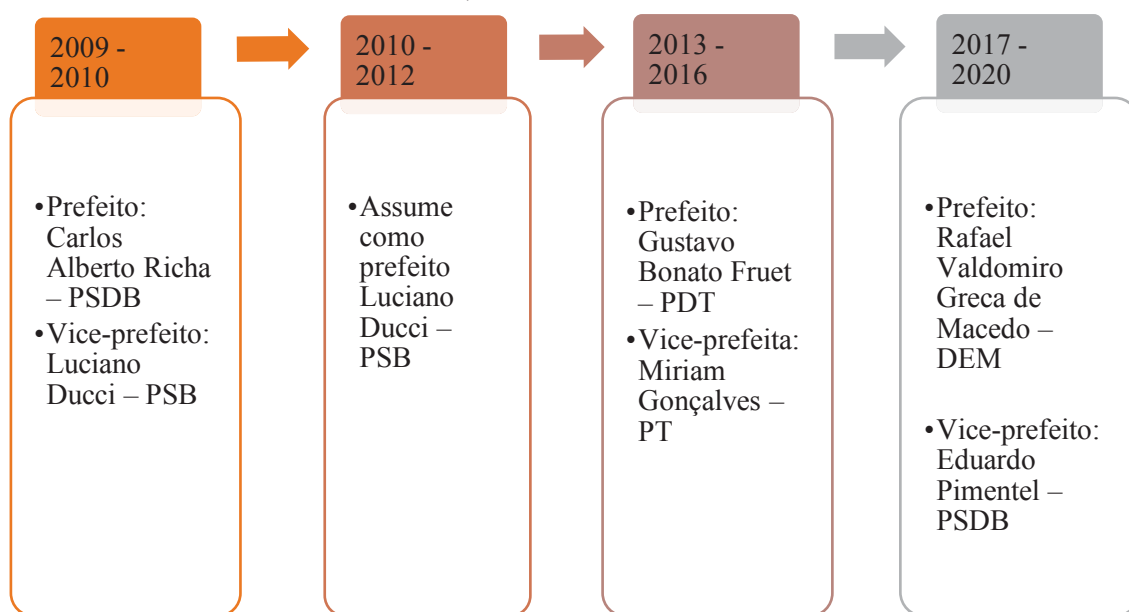 2009 -
2010
•Prefeito:
Carlos
Alberto Richa
– PSDB
•Vice-prefeito:
Luciano
Ducci – PSB
2010 -
2012
•Assume
como
prefeito
Luciano
Ducci –
PSB
2013 -
2016
•Prefeito:
Gustavo
Bonato Fruet
– PDT
•Vice-prefeita:
Miriam
Gonçalves –
PT
2017 -
2020
•Prefeito:
Rafael
Valdomiro
Greca de
Macedo –
DEM
•Vice-prefeito:
Eduardo
Pimentel –
PSDB